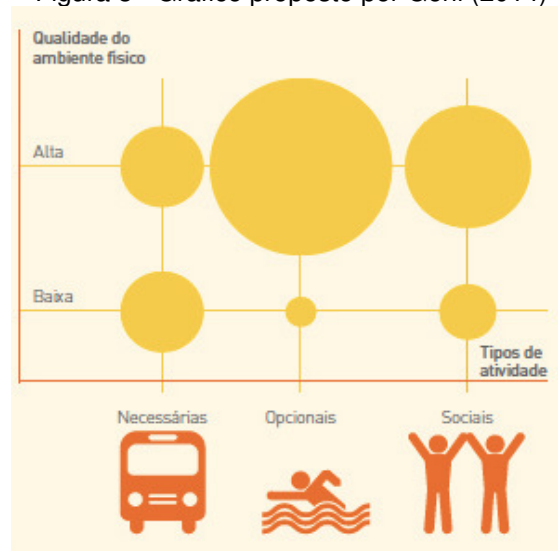 Qualidade do
ambiente físico
Alta
Baixa
Tipos de
atividade
Necessárias
Opcionais
Sociais